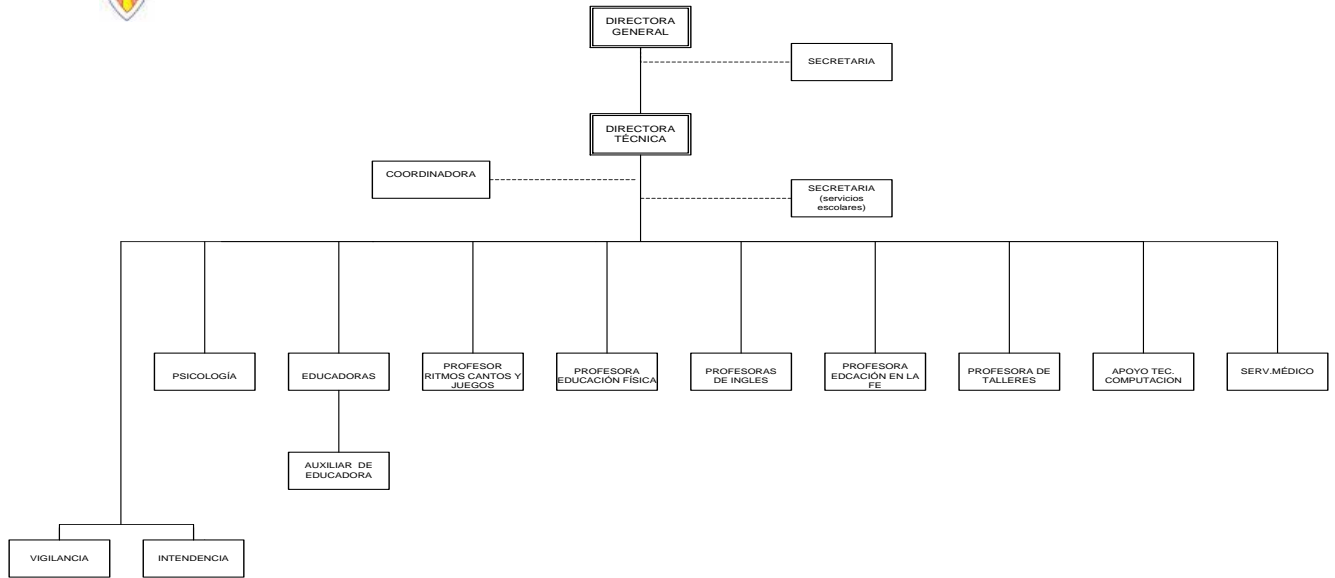 DIRECTORA
GENERAL
SECRETARIA
DIRECTORA
TÉCNICA
COORDINADORA
SECRETARIA
(servicios
escolares)
PSICOLOGÍA
EDUCADORAS
PROFESOR
RITMOS CANTOS Y
JUEGOS
PROFESORA
EDUCACIÓN FÍSICA
PROFESORAS
DE INGLES
PROFESORA
EDCACIÓN EN LA
FE
PROFESORA DE
TALLERES
APOYO TEC.
COMPUTACION
SERV.MÉDICO
AUXILIAR DE
EDUCADORA
VIGILANCIA
INTENDENCIA